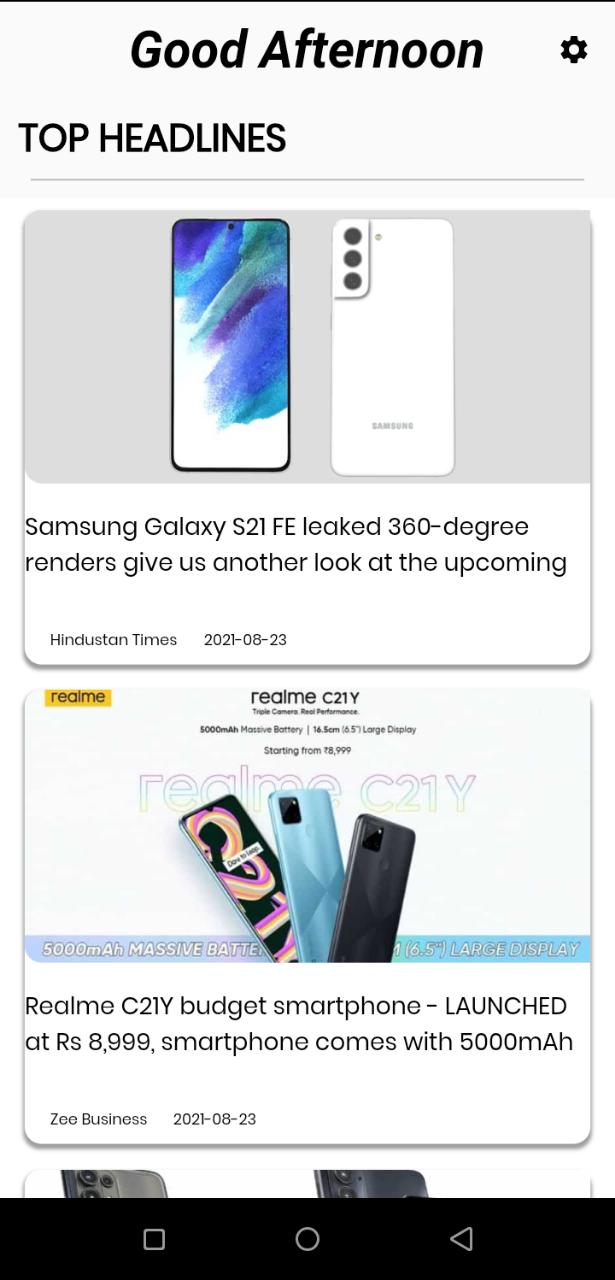 Good Afternoon
TOP HEADLINES
SAMSUNG
Samsung Galaxy S21 FE leaked 360-degree
renders give us another look at the upcoming
Hindustan Times 2021-08-23
realme
realme C21Y
Triple Camera. Real Performance.
5000mAh Massive Battery | 16.5cm (6.5") Large Display
Starting from ₹8,999
realme C21Y
Dare to Leap
5000mAh MASSIVE BATTE M (6.5") LARGE DISPLAY
Realme C21Y budget smartphone - LAUNCHED
at Rs 8,999, smartphone comes with 5000mAh
Zee Business 2021-08-23